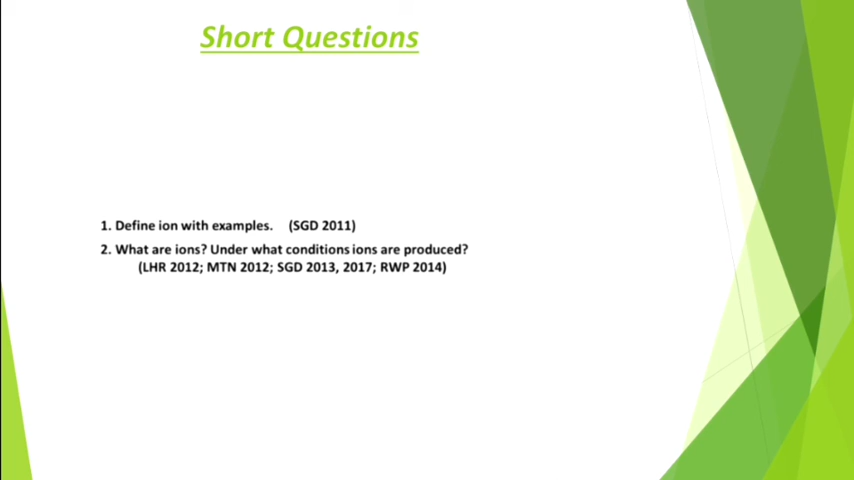 Short Questions
1. Define ion with examples. (SGD 2011)
2. What are ions? Under what conditions ions are produced?
(LHR 2012; MTN 2012; SGD 2013, 2017; RWP 2014)